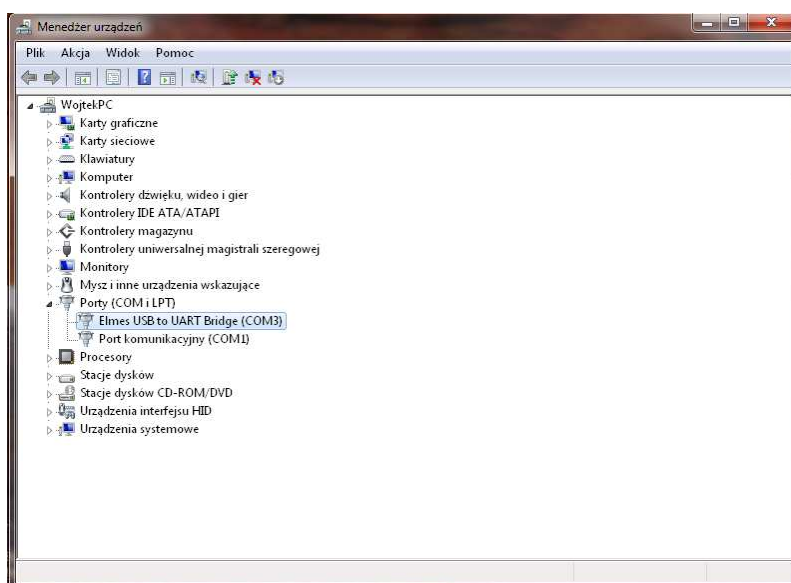 Menedżer urządzeń
Plik Akcja Widok Pomoc
WojtekPC
Karty graficzne
Karty sieciowe
Klawiatury
Komputer
Kontrolery dźwięku, wideo i gier
Kontrolery IDE ATA/ATAPI
Kontrolery magazynu
Kontrolery uniwersalnej magistrali szeregowej
Monitory
Mysz i inne urządzenia wskazujące
Porty (COM i LPT)
Elmes USB to UART Bridge (COM3)
Port komunikacyjny (COM1)
Procesory
Stacje dysków
Stacje dysków CD-ROM/DVD
Urządzenia interfejsu HID
Urządzenia systemowe